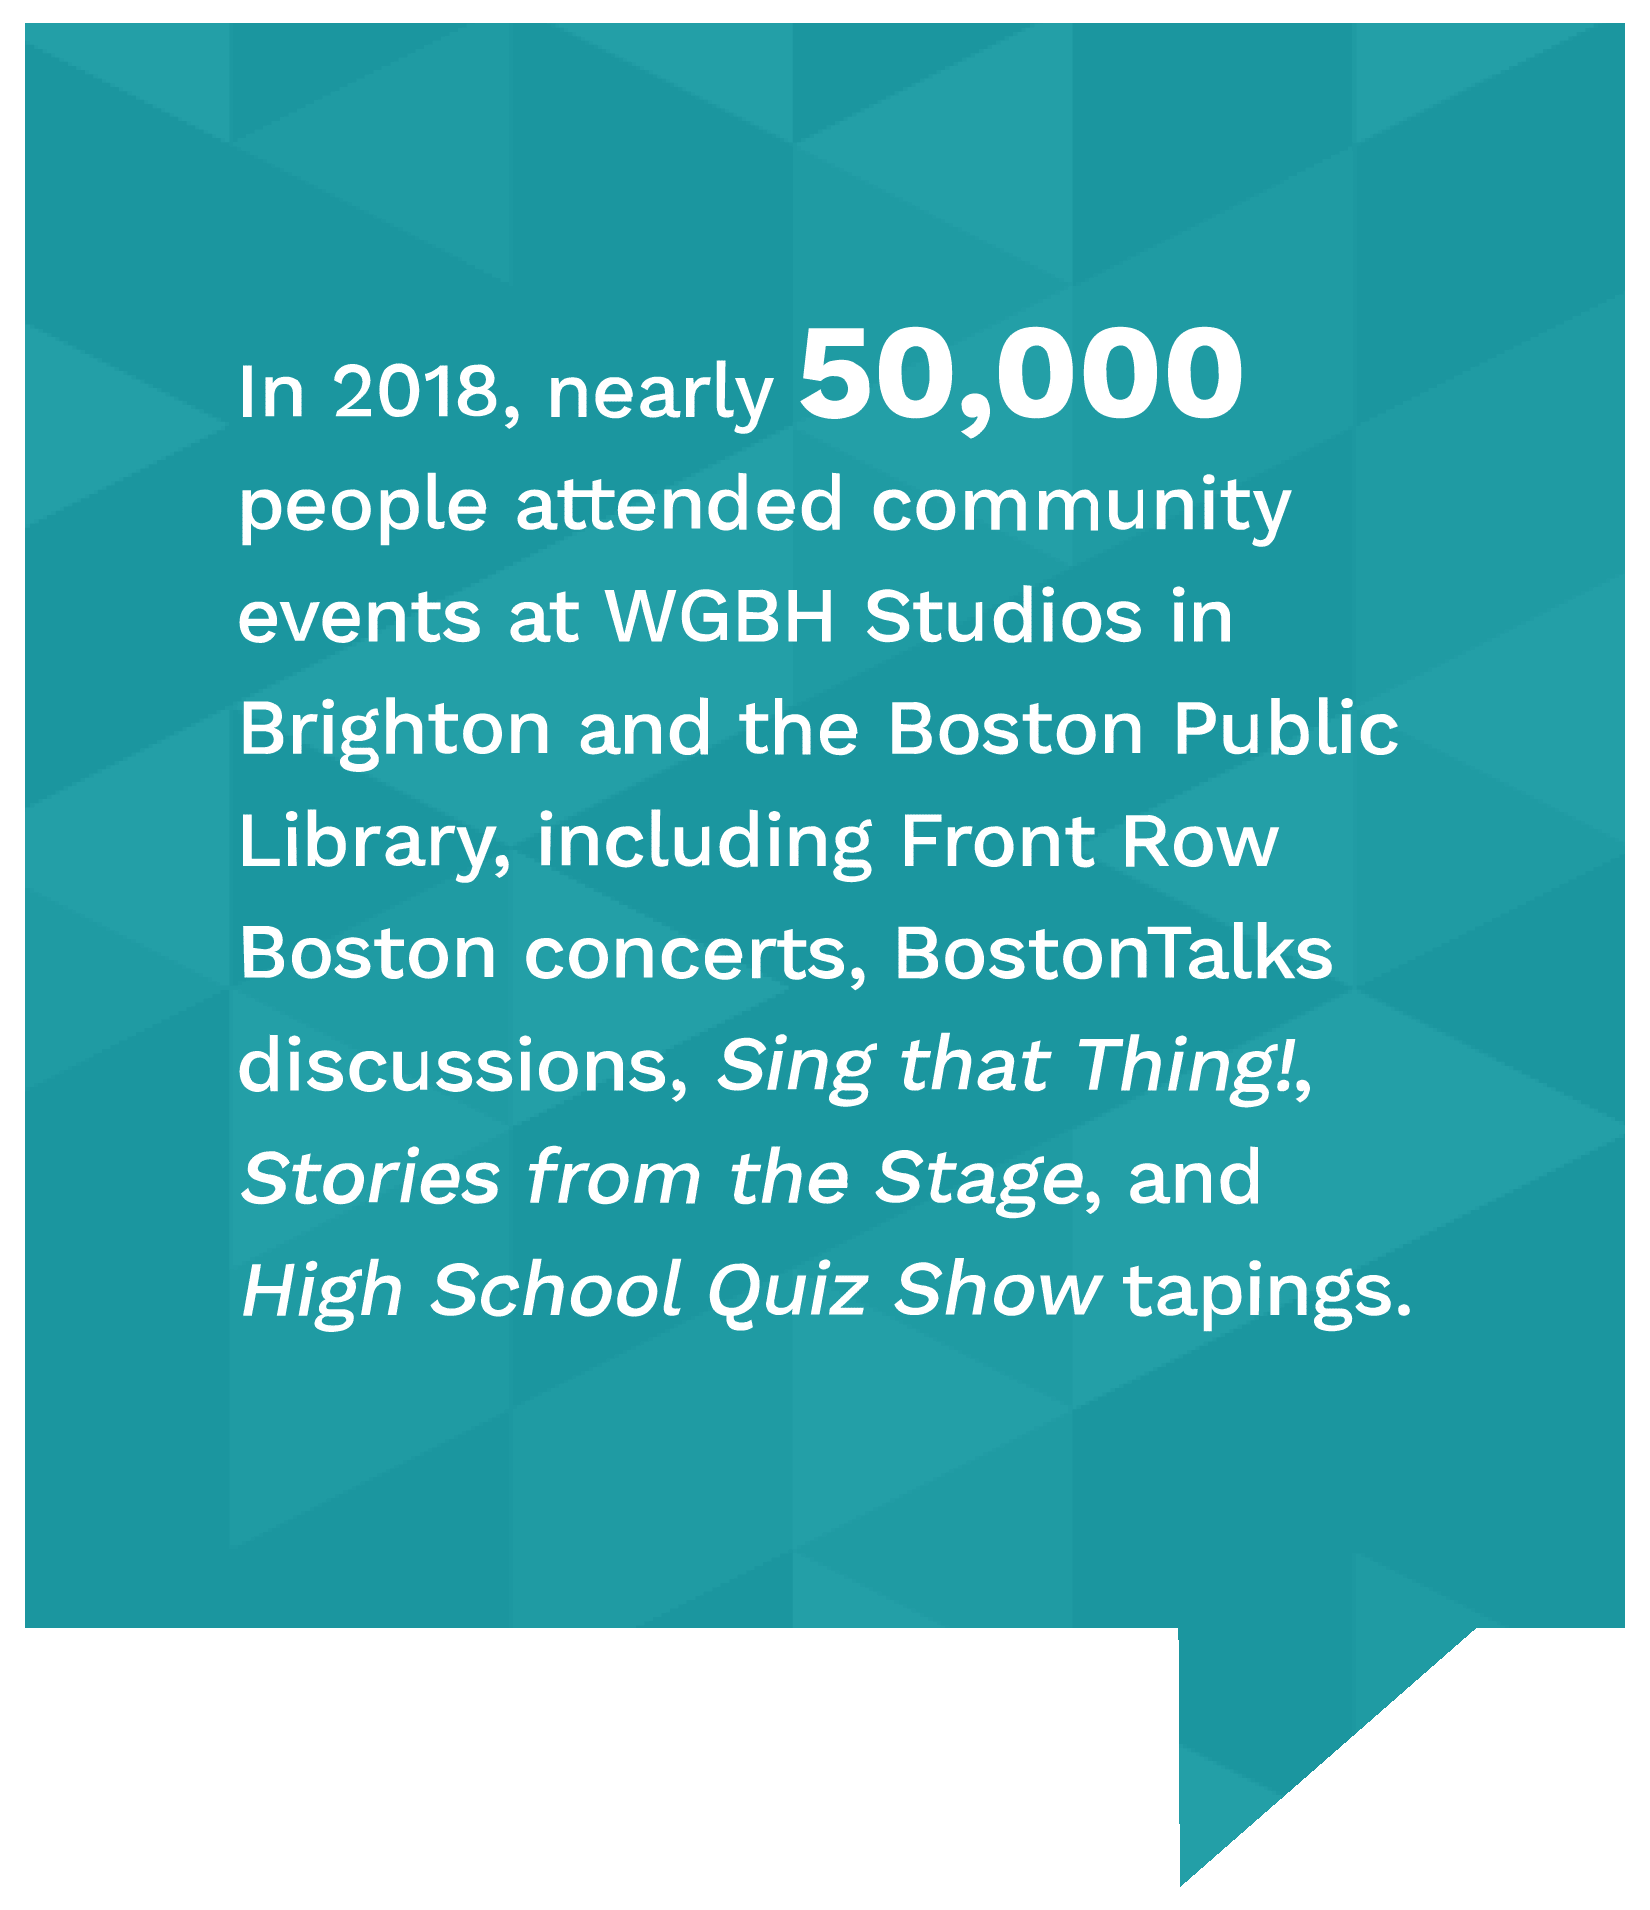 In 2018, nearly 50,000
people attended community
events at WGBH Studios in
Brighton and the Boston Public
Library, including Front Row
Boston concerts, BostonTalks
discussions, Sing that Thing!,
Stories from the Stage, and
High School Quiz Show tapings.